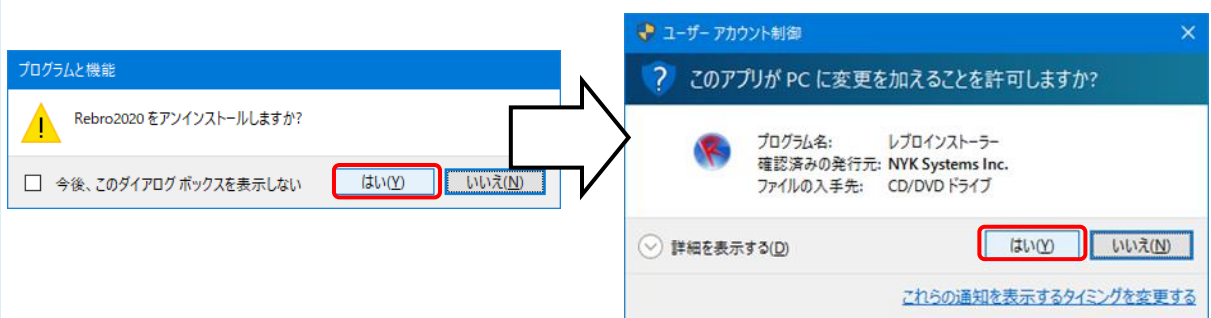 プログラムと機能
Rebro2020 をアンインストールしますか?
今後、このダイアログ ボックスを表示しない
はい(Y)
いいえ(N)
ユーザー アカウント制御
このアプリが PC に変更を加えることを許可しますか?
プログラム名: レブロインストーラー
確認済みの発行元: NYK Systems Inc.
ファイルの入手先: CD/DVD ドライブ
詳細を表示する(D)
はい(Y)
いいえ(N)
これらの通知を表示するタイミングを変更する